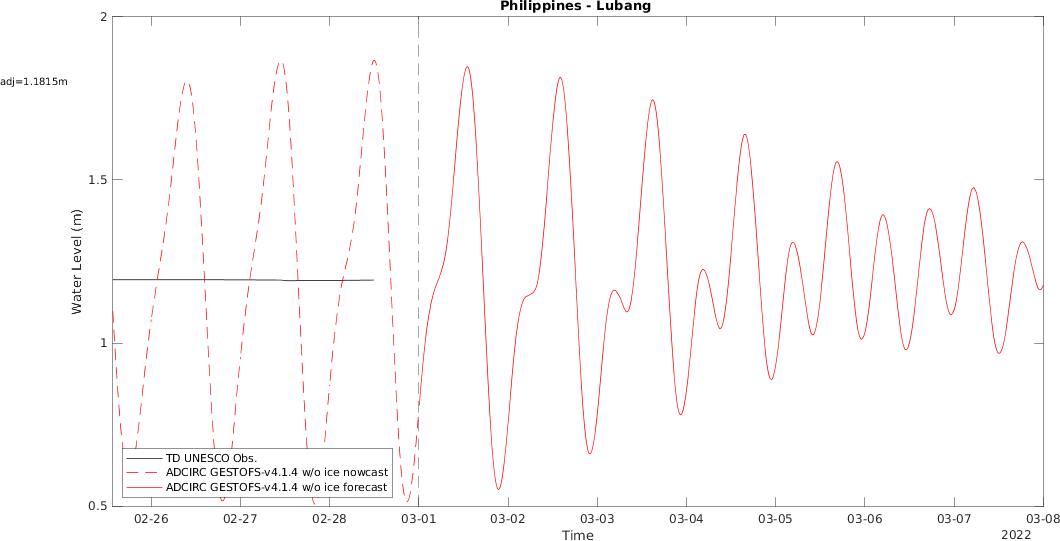 Philippines - Lubang
adj=1.1815m
Water Level (m)
2
1.5
1
0.5
TD UNESCO Obs.
ADCIRC GESTOFS-v4.1.4 w/o ice nowcast
ADCIRC GESTOFS-v4.1.4 w/o ice forecast
02-26 02-27 02-28 03-01 03-02 03-03 03-04 03-05 03-06 03-07 03-08
Time
2022